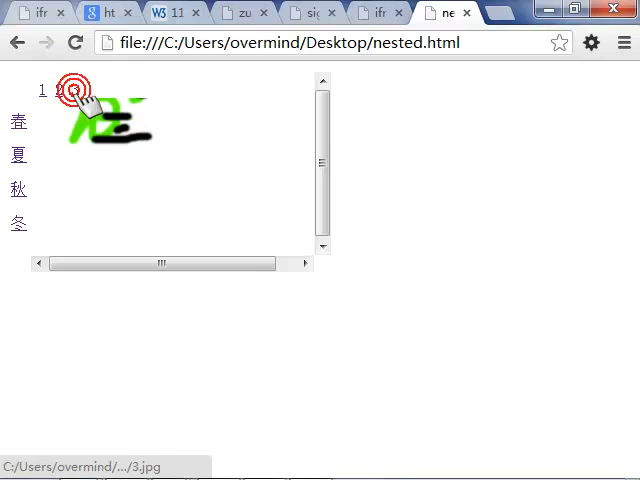 ifr
ht
W3 11
zu
sig
ifr
ne
file:///C:/Users/overmind/Desktop/nested.html
1 2
春
夏
秋
冬
C:/Users/overmind/.../3.jpg